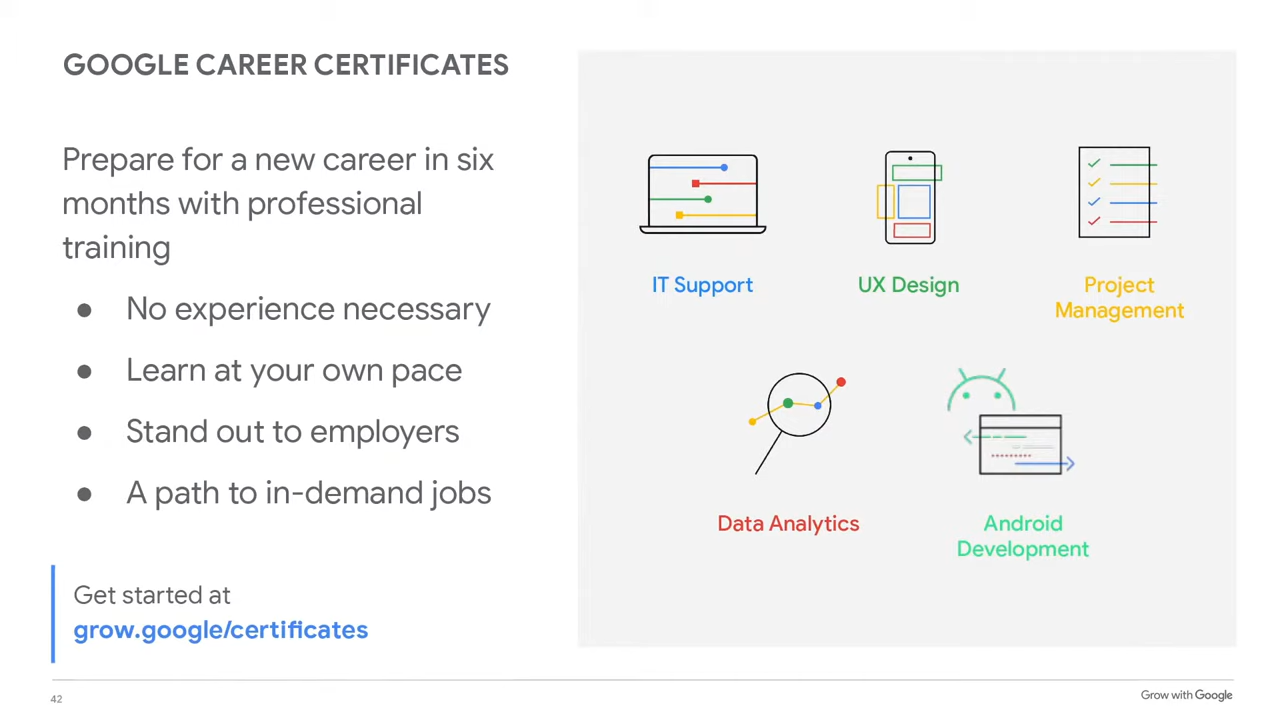 GOOGLE CAREER CERTIFICATES
Prepare for a new career in six
months with professional
training
● No experience necessary
● Learn at your own pace
● Stand out to employers
● A path to in-demand jobs
Get started at
grow.google/certificates
IT Support
UX Design
Project
Management
Data Analytics
Android
Development
42
Grow with Google